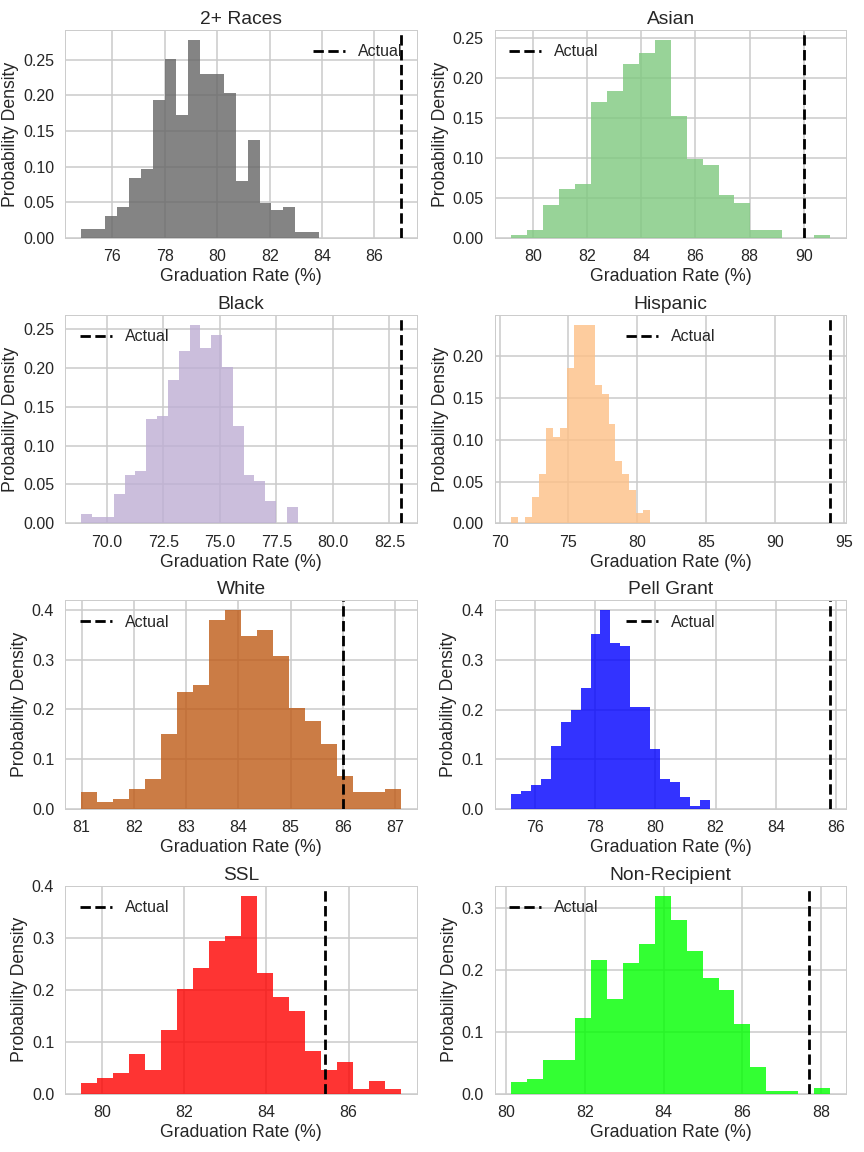 2+ Races
Probability Density
0.25
0.20
0.15
0.10
0.05
0.00
Actual
76 78 80 82 84 86
Graduation Rate (%)
Asian
Probability Density
0.25
0.20
0.15
0.10
0.05
0.00
Actual
80 82 84 86 88 90
Graduation Rate (%)
Black
Probability Density
0.25
0.20
0.15
0.10
0.05
0.00
Actual
70.0 72.5 75.0 77.5 80.0 82.5
Graduation Rate (%)
Hispanic
Probability Density
0.20
0.15
0.10
0.05
0.00
Actual
70 75 80 85 90 95
Graduation Rate (%)
White
Probability Density
0.4
0.3
0.2
0.1
0.0
Actual
81 82 83 84 85 86 87
Graduation Rate (%)
Pell Grant
Probability Density
0.4
0.3
0.2
0.1
0.0
Actual
76 78 80 82 84 86
Graduation Rate (%)
SSL
Probability Density
0.4
0.3
0.2
0.1
0.0
Actual
80 82 84 86
Graduation Rate (%)
Non-Recipient
Probability Density
0.3
0.2
0.1
0.0
Actual
80 82 84 86 88
Graduation Rate (%)